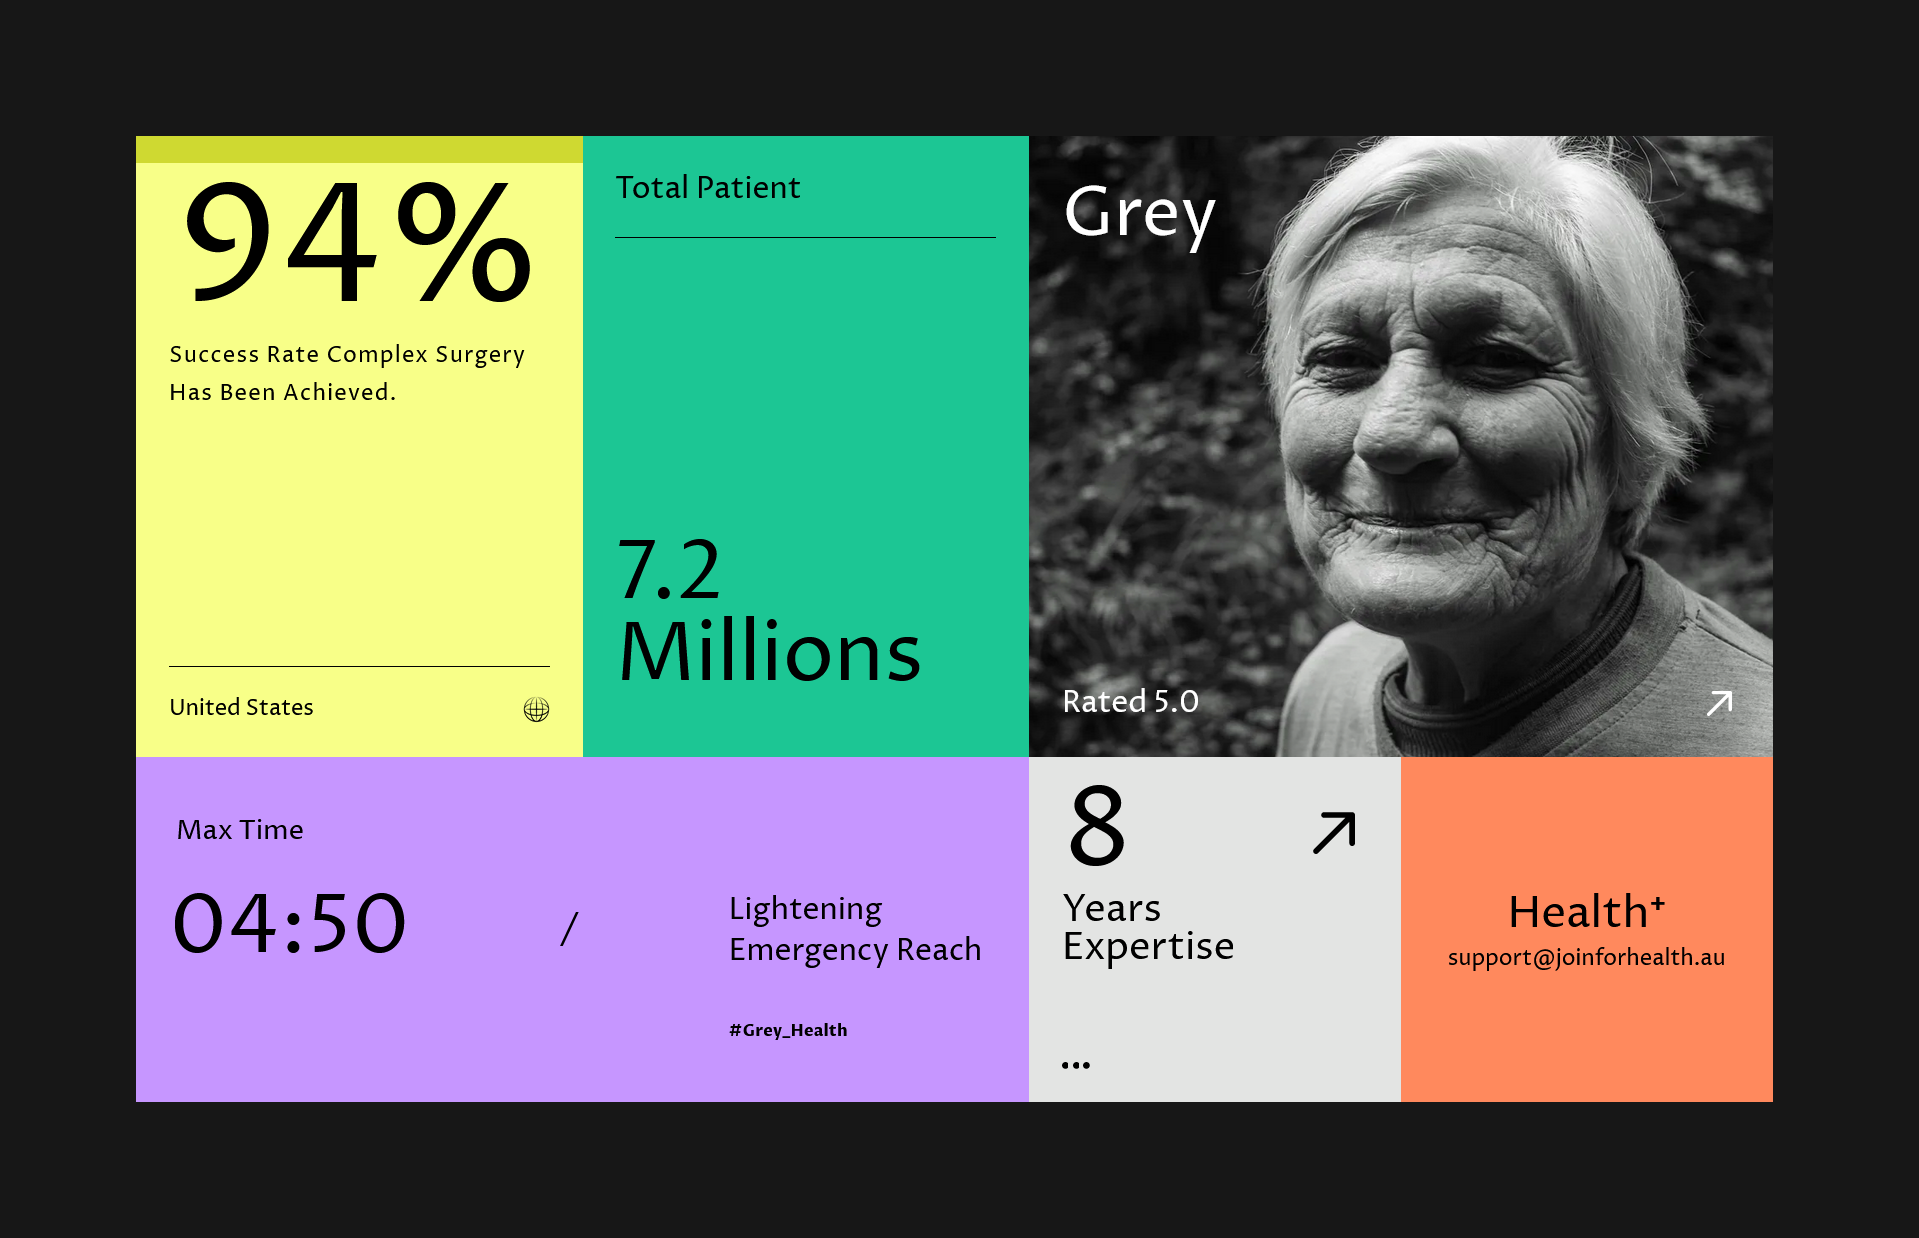 94%
Success Rate Complex Surgery
Has Been Achieved.
United States
Total Patient
7.2
Millions
Grey
Rated 5.0
Max Time
04:50
/
Lightening
Emergency Reach
#Grey_Health
8
Years
Expertise
...
Health+
support@joinforhealth.au